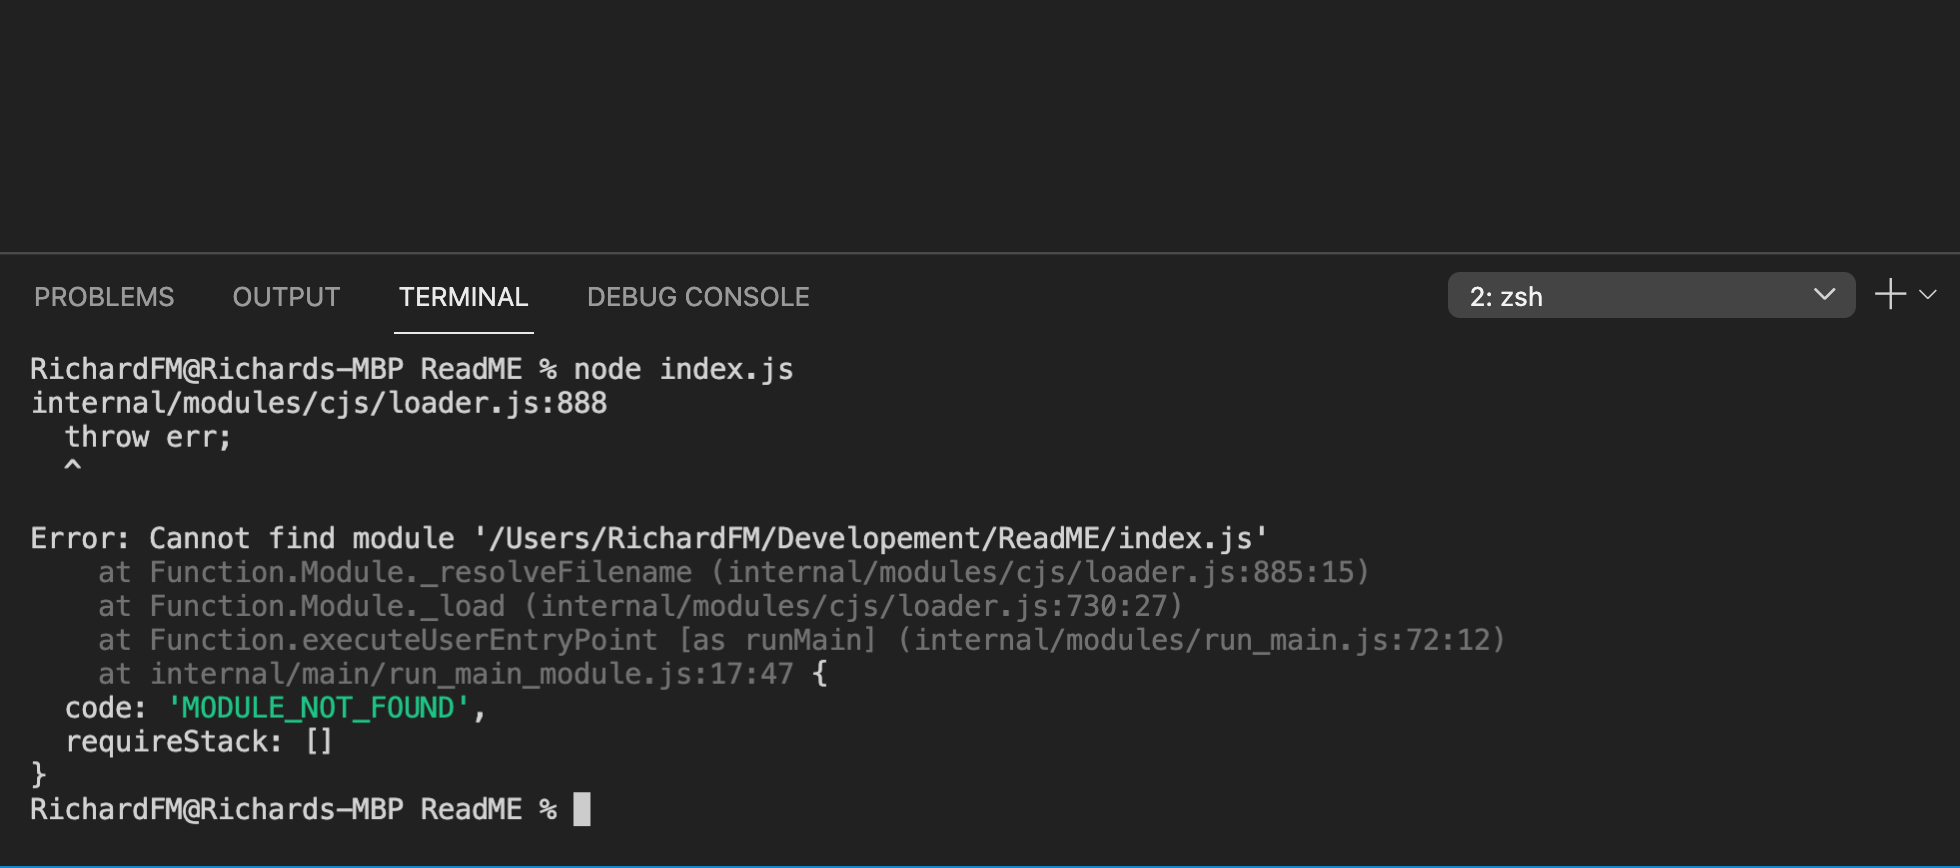 PROBLEMS OUTPUT TERMINAL DEBUG CONSOLE 2: zsh
RichardFM@Richards-MBP ReadME % node index.js
internal/modules/cjs/loader.js:888
  throw err;
  ^
Error: Cannot find module '/Users/RichardFM/Developement/ReadME/index.js'
    at Function.Module._resolveFilename (internal/modules/cjs/loader.js:885:15)
    at Function.Module._load (internal/modules/cjs/loader.js:730:27)
    at Function.executeUserEntryPoint [as runMain] (internal/modules/run_main.js:72:12)
    at internal/main/run_main_module.js:17:47 {
  code: 'MODULE_NOT_FOUND',
  requireStack: []
}
RichardFM@Richards-MBP ReadME %